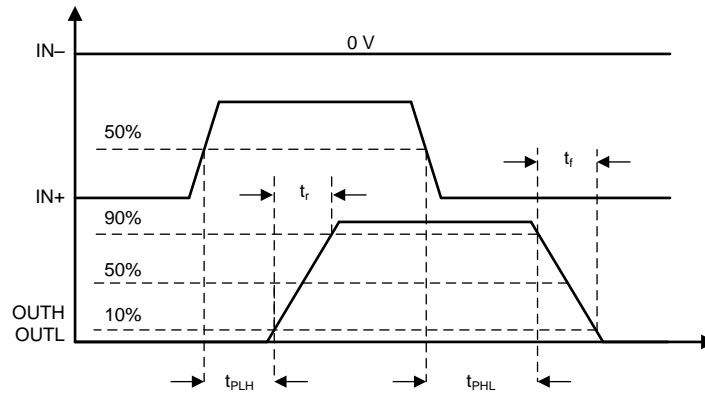 IN–
0 V
50%
t_f
t_r
IN+
90%
50%
10%
OUTH
OUTL
t_PLH
t_PHL